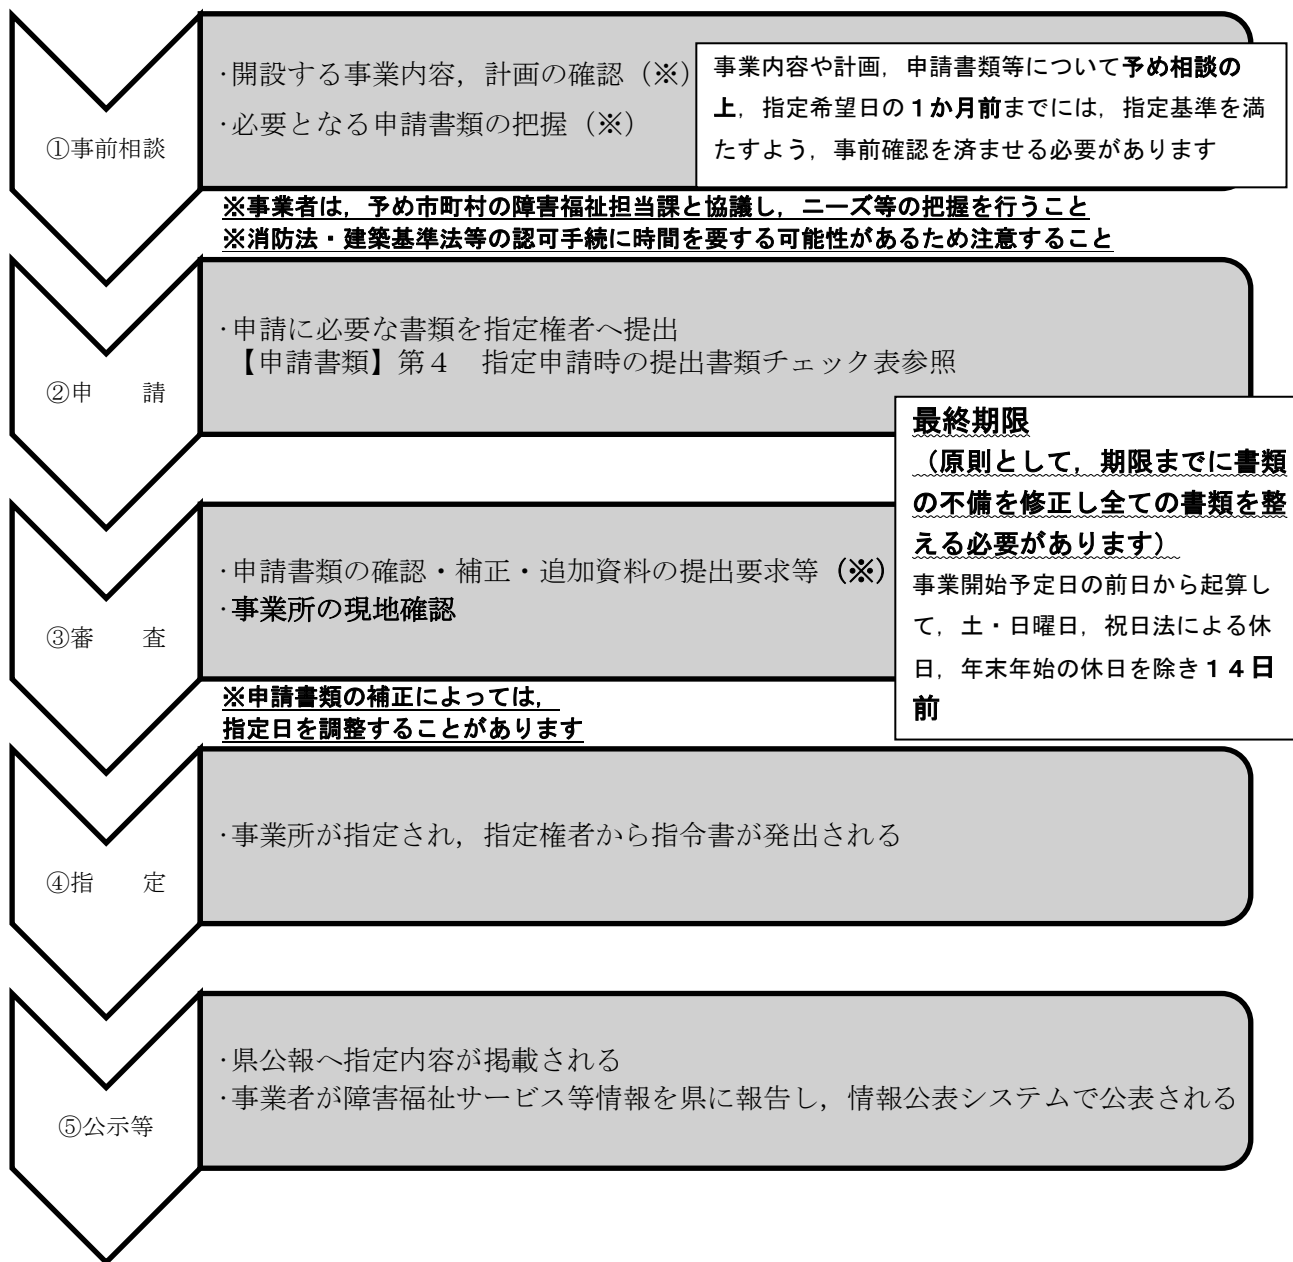 ①事前相談
・開設する事業内容，計画の確認（※）
・必要となる申請書類の把握（※）
事業内容や計画，申請書類等について予め相談の
上，指定希望日の１か月前までには，指定基準を満
たすよう，事前確認を済ませる必要があります
※事業者は，予め市町村の障害福祉担当課と協議し，ニーズ等の把握を行うこと
※消防法・建築基準法等の認可手続に時間を要する可能性があるため注意すること
②申　　請
・申請に必要な書類を指定権者へ提出
【申請書類】第４　指定申請時の提出書類チェック表参照
最終期限
（原則として，期限までに書類
の不備を修正し全ての書類を整
える必要があります）
事業開始予定日の前日から起算し
て，土・日曜日，祝日法による休
日，年末年始の休日を除き１４日
前
③審　　査
・申請書類の確認・補正・追加資料の提出要求等（※）
・事業所の現地確認
※申請書類の補正によっては，
指定日を調整することがあります
④指　　定
・事業所が指定され，指定権者から指令書が発出される
⑤公示等
・県公報へ指定内容が掲載される
・事業者が障害福祉サービス等情報を県に報告し，情報公表システムで公表される